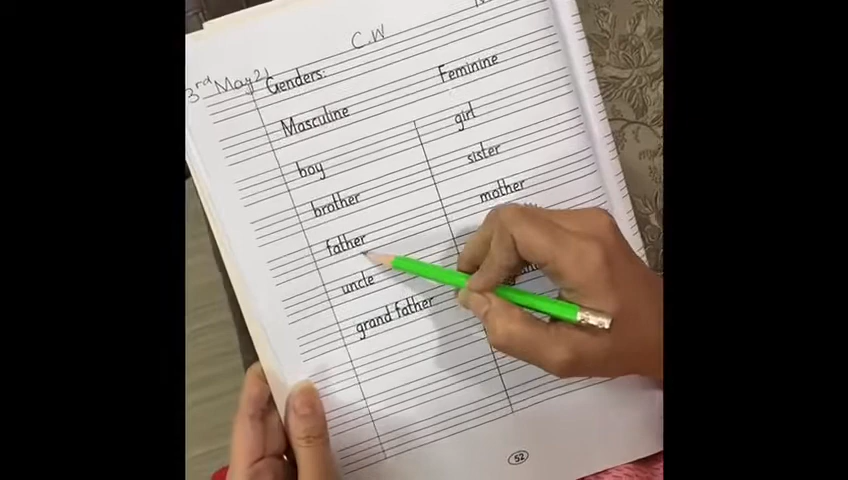 C.W
3rd May 21
Genders:
Masculine Feminine
boy girl
brother sister
father mother
uncle
grand father
52